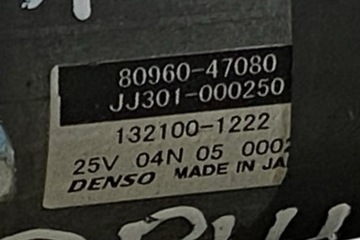 80960-47080
JJ301-000250
132100-1222
25V 04N 05 0002
DENSO MADE IN JA